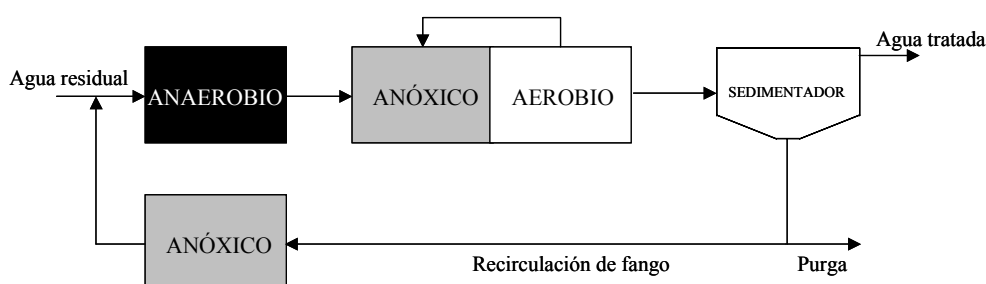 Agua residual
ANAEROBIO
ANÓXICO
AEROBIO
SEDIMENTADOR
Agua tratada
ANÓXICO
Recirculación de fango
Purga